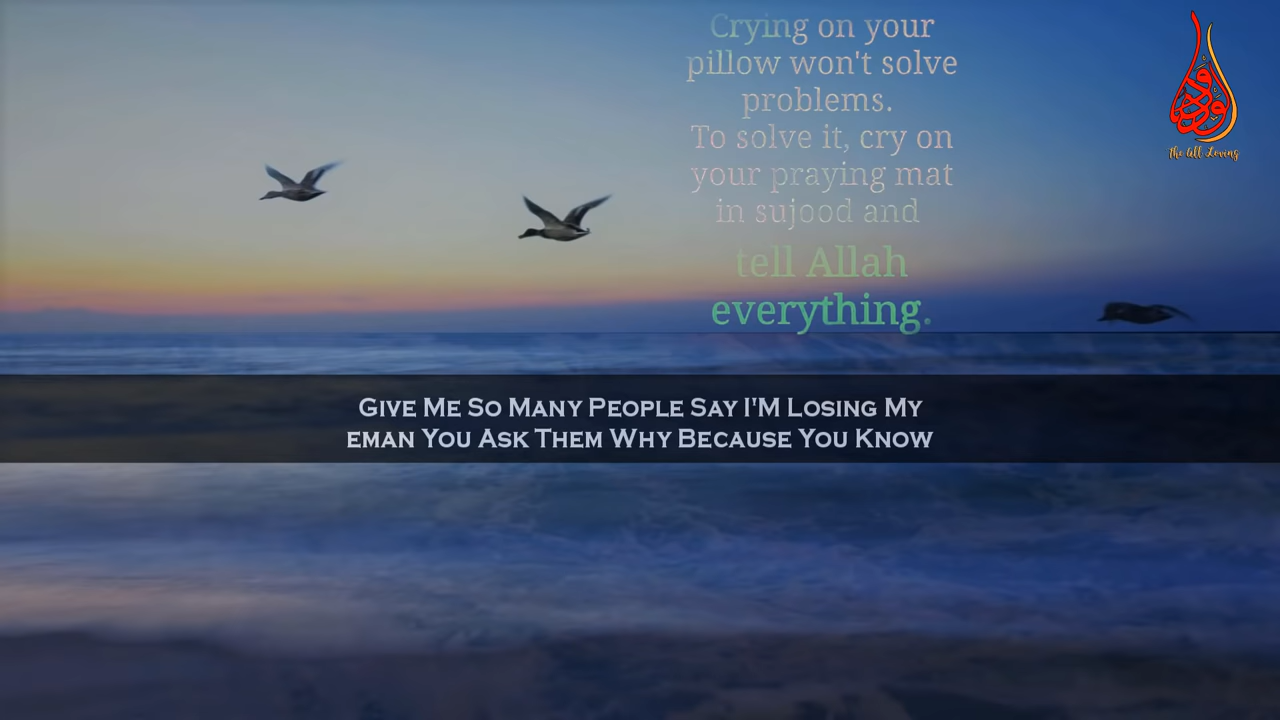 Crying on your
pillow won't solve
problems.
To solve it, cry on
your praying mat
in sujood and
tell Allah
everything.
The All Loving
Give Me So Many People Say I'M Losing My
eman You Ask Them Why Because You Know